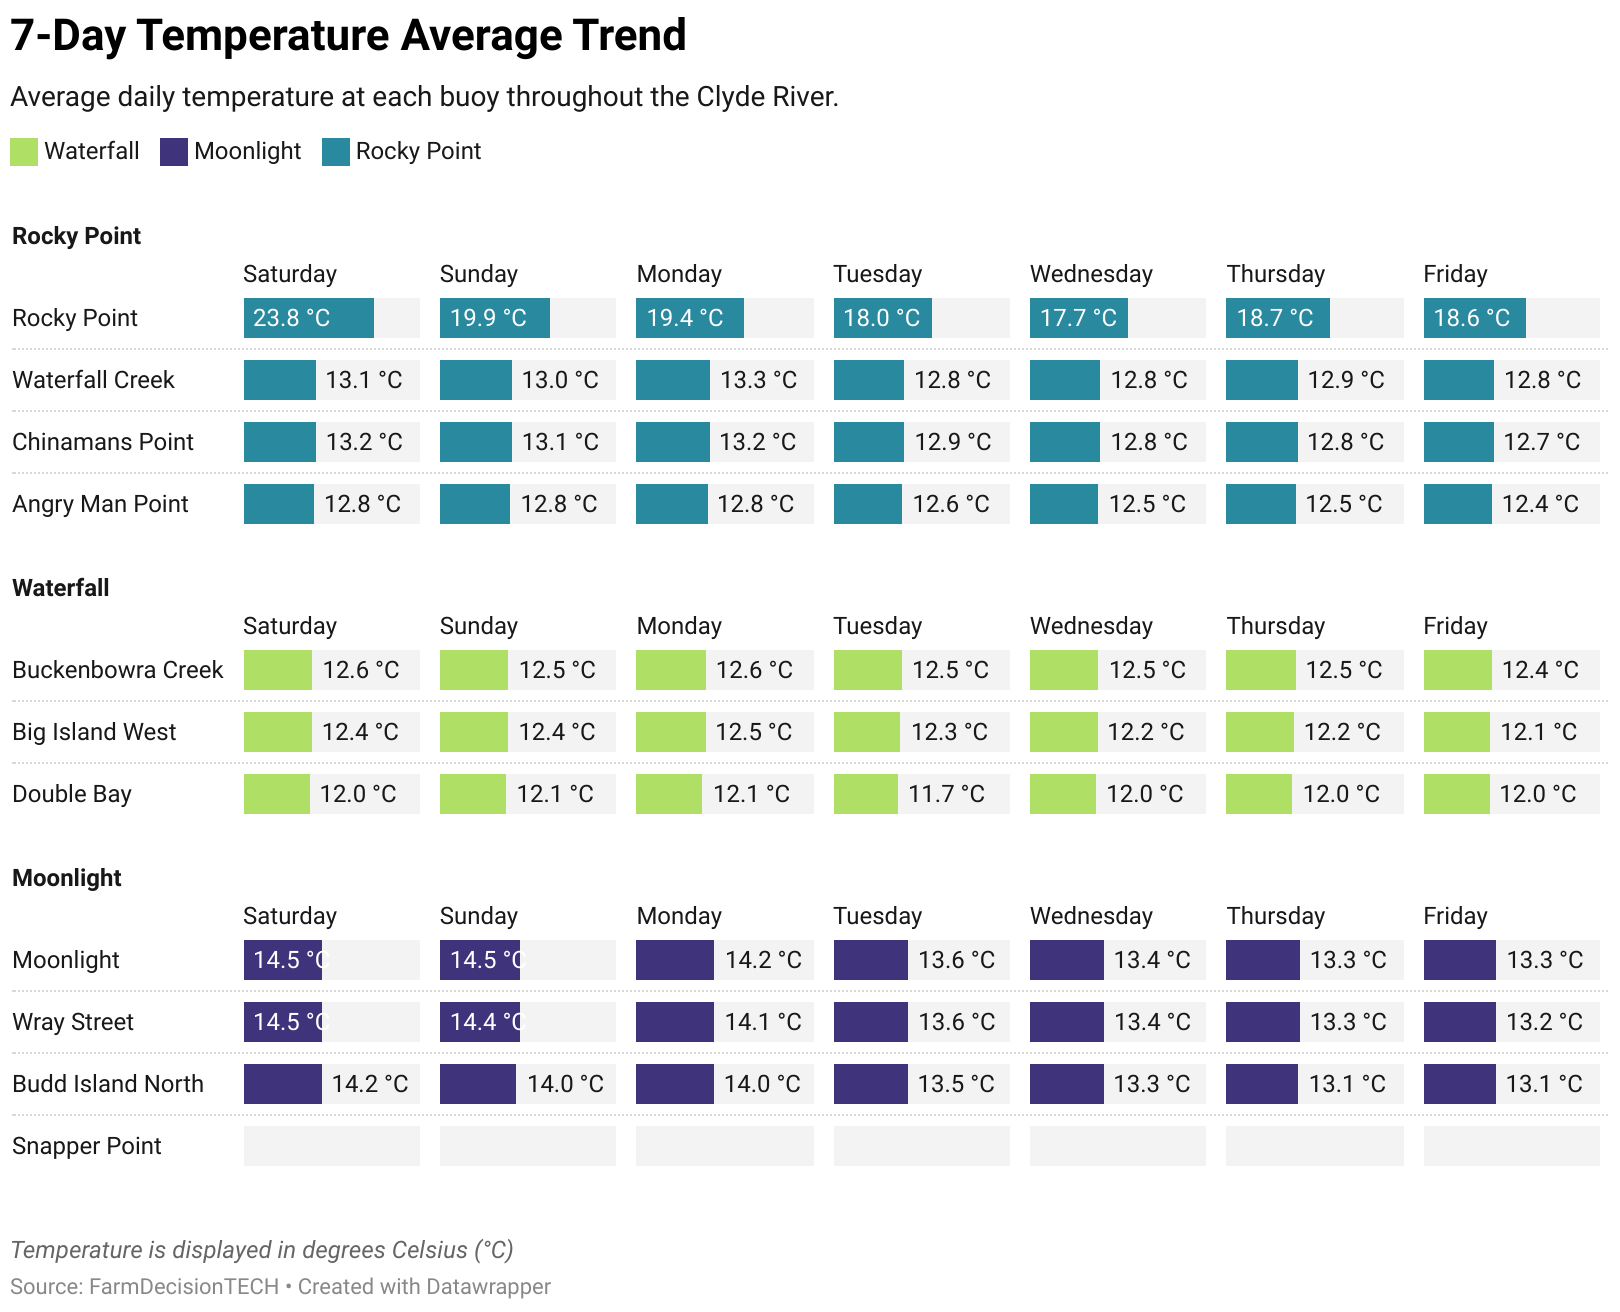 7-Day Temperature Average Trend
Average daily temperature at each buoy throughout the Clyde River.
Waterfall Moonlight Rocky Point
Rocky Point
Saturday Sunday Monday Tuesday Wednesday Thursday Friday
Rocky Point 23.8 °C 19.9 °C 19.4 °C 18.0 °C 17.7 °C 18.7 °C 18.6 °C
Waterfall Creek 13.1 °C 13.0 °C 13.3 °C 12.8 °C 12.8 °C 12.9 °C 12.8 °C
Chinamans Point 13.2 °C 13.1 °C 13.2 °C 12.9 °C 12.8 °C 12.8 °C 12.7 °C
Angry Man Point 12.8 °C 12.8 °C 12.8 °C 12.6 °C 12.5 °C 12.5 °C 12.4 °C
Waterfall
Saturday Sunday Monday Tuesday Wednesday Thursday Friday
Buckenbowra Creek 12.6 °C 12.5 °C 12.6 °C 12.5 °C 12.5 °C 12.5 °C 12.4 °C
Big Island West 12.4 °C 12.4 °C 12.5 °C 12.3 °C 12.2 °C 12.2 °C 12.1 °C
Double Bay 12.0 °C 12.1 °C 12.1 °C 11.7 °C 12.0 °C 12.0 °C 12.0 °C
Moonlight
Saturday Sunday Monday Tuesday Wednesday Thursday Friday
Moonlight 14.5 °C 14.5 °C 14.2 °C 13.6 °C 13.4 °C 13.3 °C 13.3 °C
Wray Street 14.5 °C 14.4 °C 14.1 °C 13.6 °C 13.4 °C 13.3 °C 13.2 °C
Budd Island North 14.2 °C 14.0 °C 14.0 °C 13.5 °C 13.3 °C 13.1 °C 13.1 °C
Snapper Point
Temperature is displayed in degrees Celsius (°C)
Source: FarmDecisionTECH • Created with Datawrapper